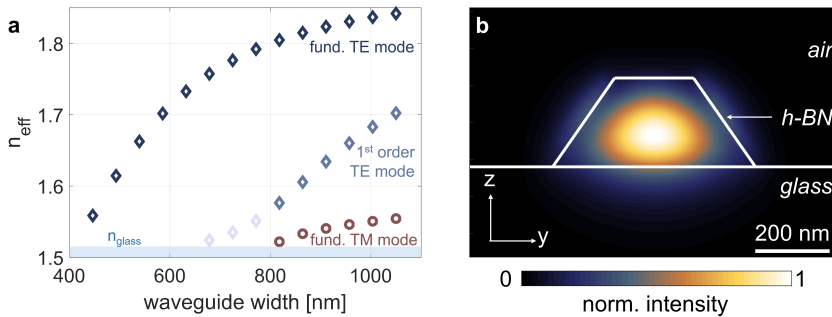 a
n_eff
1.8
1.7
1.6
1.5
400
600
800
1000
waveguide width [nm]
fund. TE mode
1st order
TE mode
fund. TM mode
n_glass
b
air
h-BN
glass
z
y
200 nm
0
1
norm. intensity